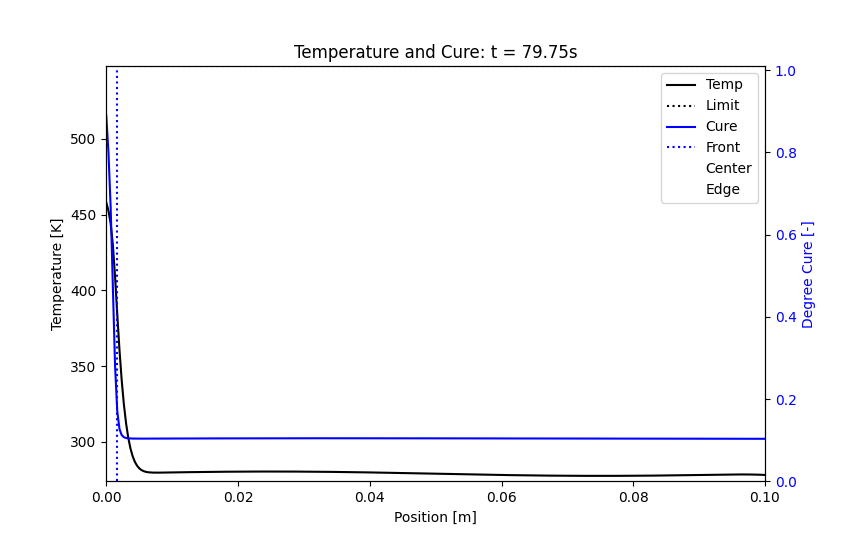 Temperature and Cure: t = 79.75s
Temp
Limit
Cure
Front
Center
Edge
500
450
400
350
300
Temperature [K]
1.0
0.8
0.6
0.4
0.2
0.0
Degree Cure [-]
0.00 0.02 0.04 0.06 0.08 0.10
Position [m]